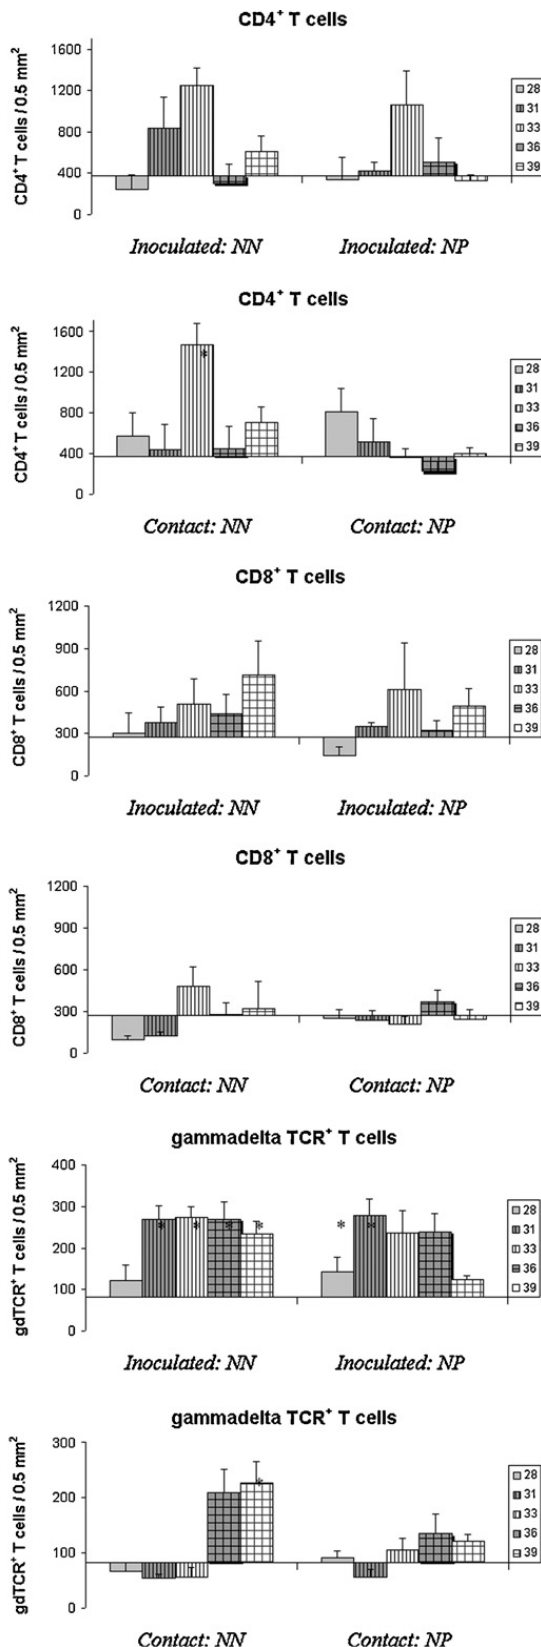 CD4⁺ T cells
CD4⁺T cells / 0.5 mm²
1600
1200
800
400
0
28
31
33
36
39
Inoculated: NN
Inoculated: NP
CD4⁺ T cells
CD4⁺T cells / 0.5 mm²
1600
1200
800
400
0
*
28
31
33
36
39
Contact: NN
Contact: NP
CD8⁺ T cells
CD8⁺ T cells / 0.5 mm²
1200
900
600
300
0
28
31
33
36
39
Inoculated: NN
Inoculated: NP
CD8⁺ T cells
CD8⁺ T cells / 0.5 mm²
1200
900
600
300
0
28
31
33
36
39
Contact: NN
Contact: NP
gammadelta TCR⁺ T cells
gdTCR⁺ T cells / 0.5 mm²
400
300
200
100
0
* * * * * *
28
31
33
36
39
Inoculated: NN
Inoculated: NP
gammadelta TCR⁺ T cells
gdTCR⁺ T cells / 0.5 mm²
300
200
100
0
*
28
31
33
36
39
Contact: NN
Contact: NP